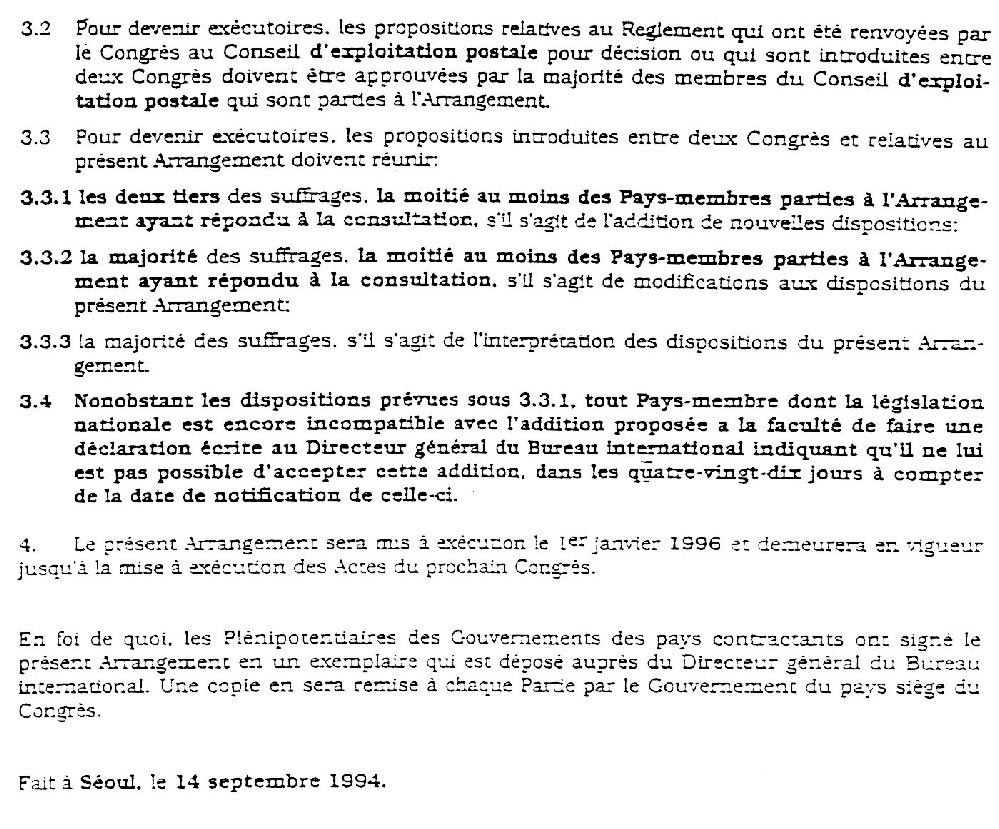 3.2 Pour devenir exécutoires, les propositions relatives au Règlement qui ont été renvoyées par
le Congrès au Conseil d'exploitation postale pour décision ou qui sont introduites entre
deux Congrès doivent être approuvées par la majorité des membres du Conseil d'exploi-
tation postale qui sont parties à l'Arrangement.
3.3 Pour devenir exécutoires, les propositions introduites entre deux Congrès et relatives au
présent Arrangement doivent réunir:
3.3.1 les deux tiers des suffrages, la moitié au moins des Pays-membres parties à l'Arrange-
ment ayant répondu à la consultation, s'il s'agit de l'addition de nouvelles dispositions;
3.3.2 la majorité des suffrages, la moitié au moins des Pays-membres parties à l'Arrange-
ment ayant répondu à la consultation, s'il s'agit de modifications aux dispositions du
présent Arrangement;
3.3.3 la majorité des suffrages, s'il s'agit de l'interprétation des dispositions du présent Arran-
gement.
3.4 Nonobstant les dispositions prévues sous 3.3.1, tout Pays-membre dont la législation
nationale est encore incompatible avec l'addition proposée a la faculté de faire une
déclaration écrite au Directeur général du Bureau international indiquant qu'il ne lui
est pas possible d'accepter cette addition, dans les quatre-vingt-dix jours à compter
de la date de notification de celle-ci.
4. Le présent Arrangement sera mis à exécution le 1er janvier 1996 et demeurera en vigueur
jusqu'à la mise à exécution des Actes du prochain Congrès.
En foi de quoi, les Plénipotentiaires des Gouvernements des pays contractants ont signé le
présent Arrangement en un exemplaire qui est déposé auprès du Directeur général du Bureau
international. Une copie en sera remise à chaque Partie par le Gouvernement du pays siège du
Congrès.
Fait à Séoul, le 14 septembre 1994.